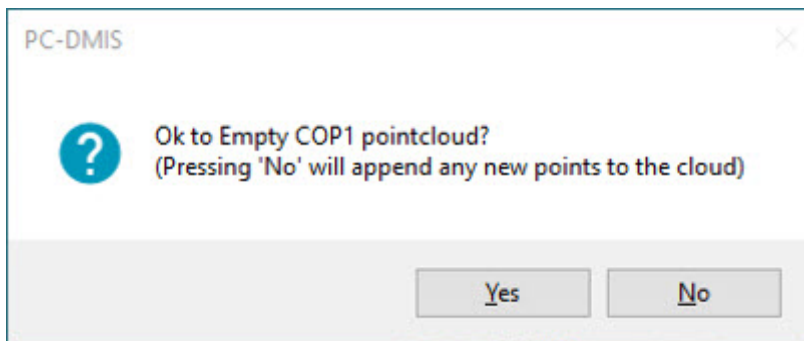 PC-DMIS
Ok to Empty COP1 pointcloud?
(Pressing 'No' will append any new points to the cloud)
Yes
No